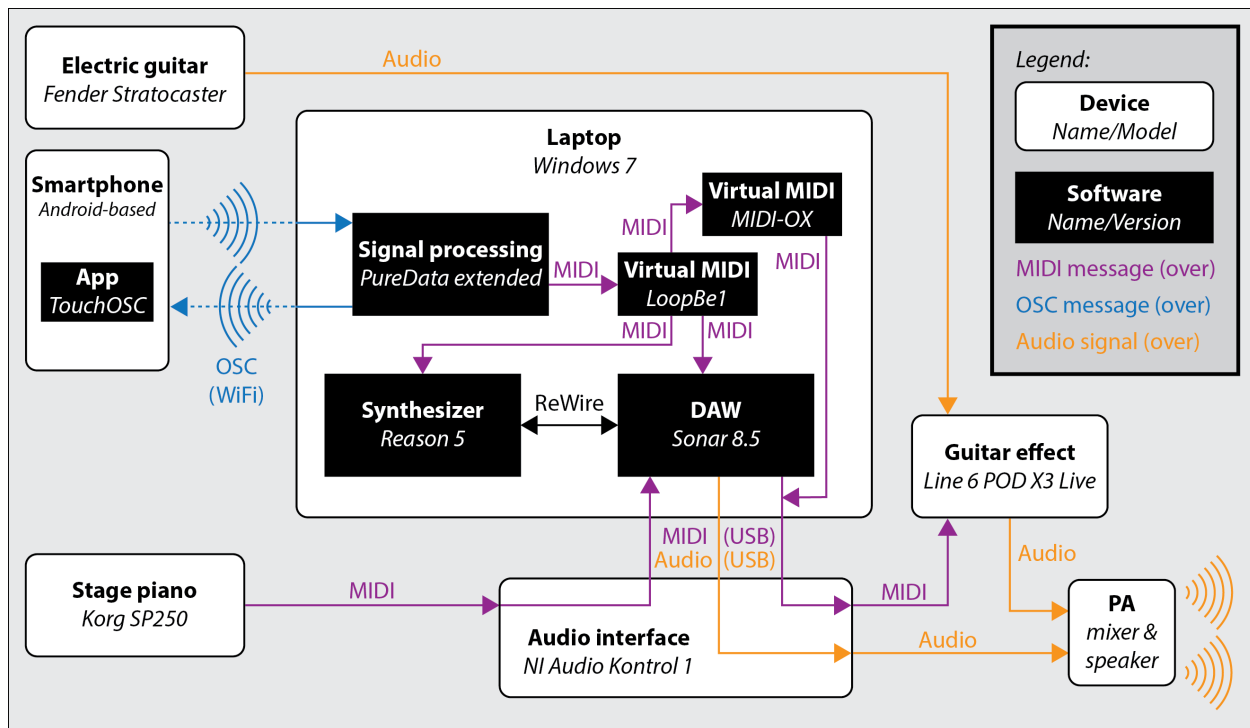 Electric guitar
Fender Stratocaster
Audio
Legend:
Device
Name/Model
Software
Name/Version
MIDI message (over)
OSC message (over)
Audio signal (over)
Smartphone
Android-based
App
TouchOSC
OSC
(WiFi)
Laptop
Windows 7
Signal processing
PureData extended
MIDI
Virtual MIDI
MIDI-OX
MIDI
MIDI
Virtual MIDI
LoopBe1
MIDI
MIDI
Synthesizer
Reason 5
ReWire
DAW
Sonar 8.5
Guitar effect
Line 6 POD X3 Live
MIDI (USB)
Audio (USB)
Audio
Stage piano
Korg SP250
MIDI
Audio interface
NI Audio Kontrol 1
MIDI
Audio
PA
mixer &
speaker